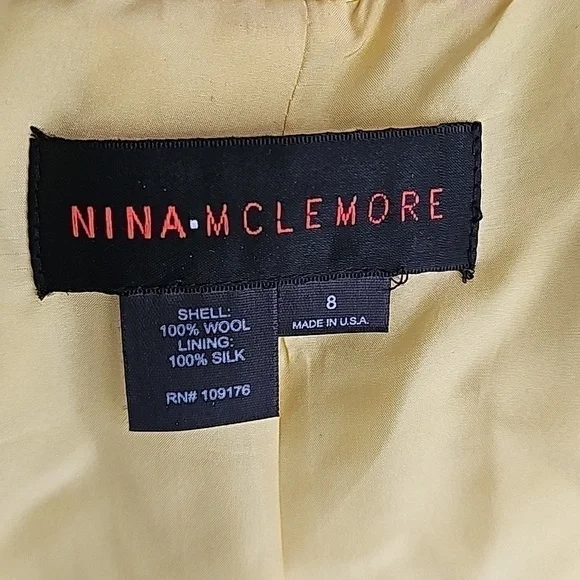 NINA.MCLEMORE
SHELL:
100% WOOL
LINING:
100% SILK
RN# 109176
8
MADE IN U.S.A.